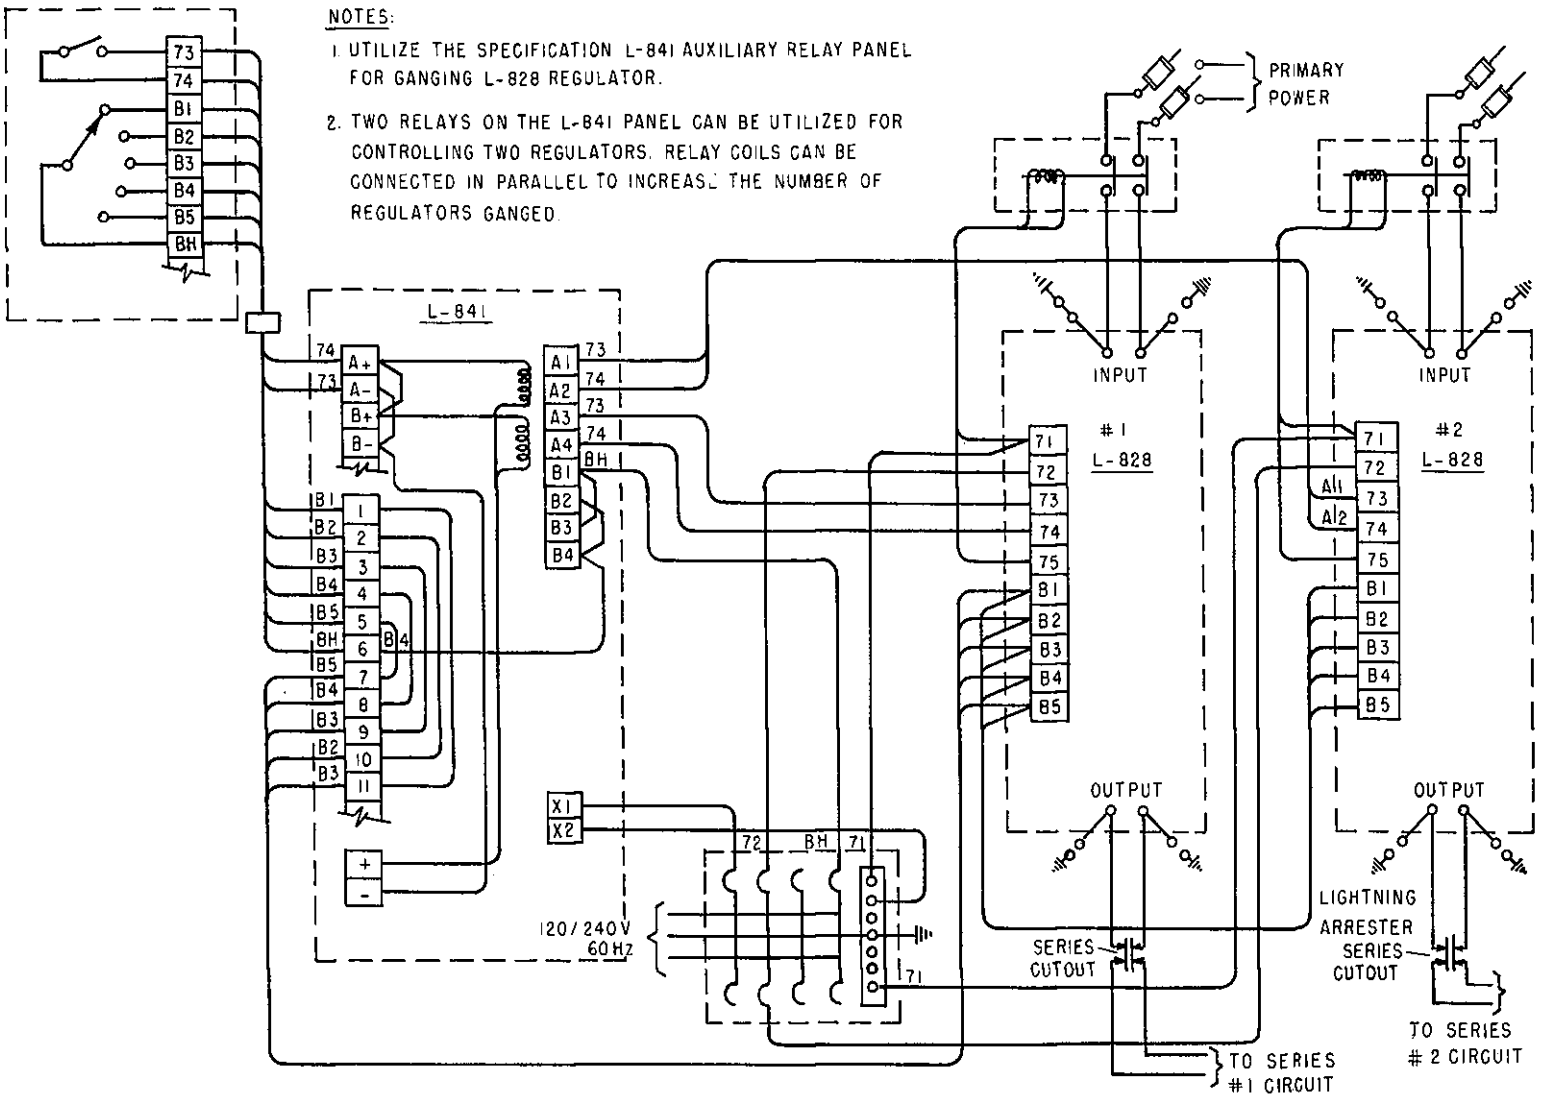 NOTES:
1. UTILIZE THE SPECIFICATION L-841 AUXILIARY RELAY PANEL
FOR GANGING L-828 REGULATOR.
2. TWO RELAYS ON THE L-841 PANEL CAN BE UTILIZED FOR
CONTROLLING TWO REGULATORS. RELAY COILS CAN BE
CONNECTED IN PARALLEL TO INCREASE THE NUMBER OF
REGULATORS GANGED.
73
74
B1
B2
B3
B4
B5
BH
PRIMARY
POWER
L-841
74 A+
73 A-
B+
B-
A1 73
A2 74
A3 73
A4 74
BH
B1
B2
B3
B4
B1 1
B2 2
B3 3
B4 4
B5 5
BH 6 B4
B5 7
B4 8
B3 9
B2 10
B3 11
+
-
X1
X2
72 BH 71
120/240V
60HZ
71
INPUT
#1
L-828
71
72
73
74
75
B1
B2
B3
B4
B5
OUTPUT
SERIES
CUTOUT
TO SERIES
#1 CIRCUIT
INPUT
#2
L-828
71
72
A1 73
A2 74
75
B1
B2
B3
B4
B5
OUTPUT
LIGHTNING
ARRESTER
SERIES
CUTOUT
TO SERIES
#2 CIRCUIT